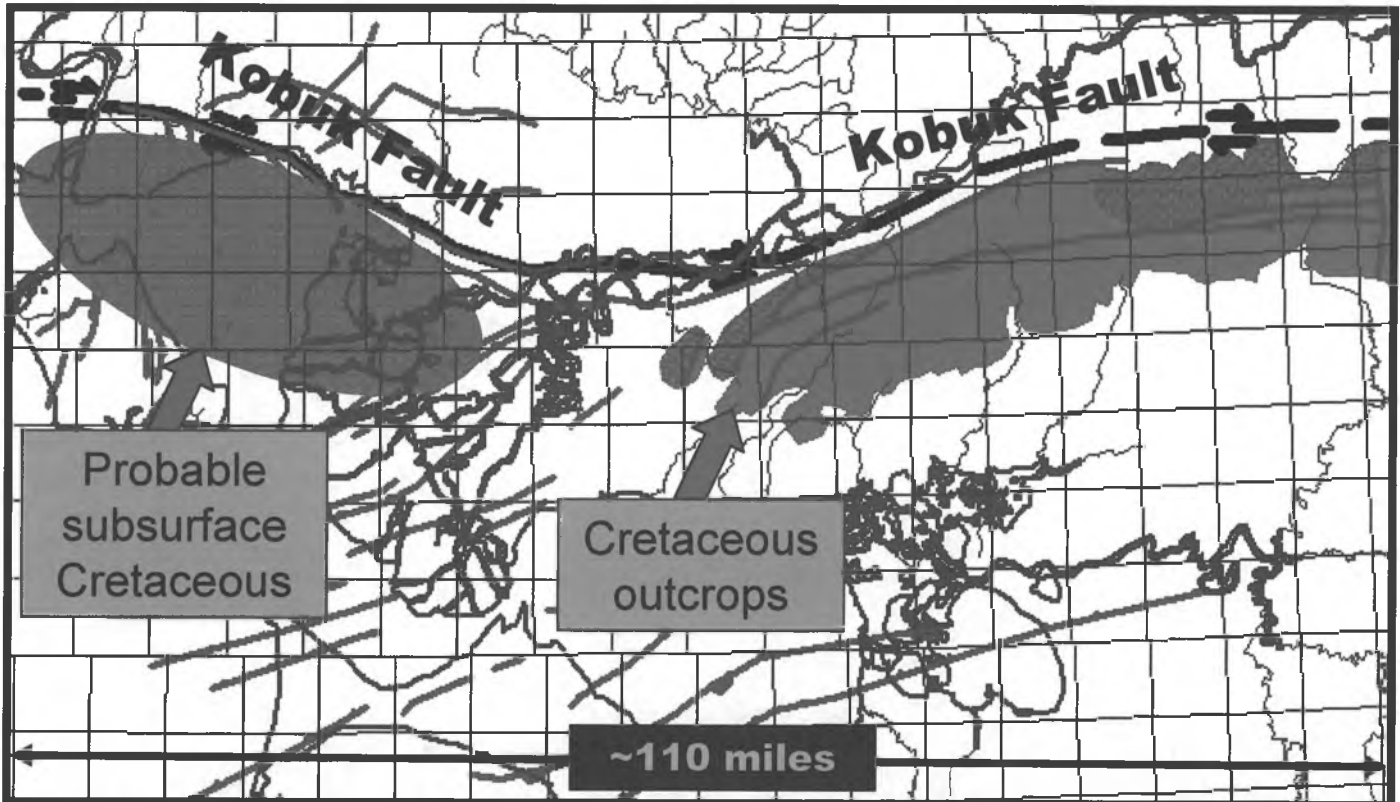 Kobuk Fault
Kobuk Fault
Probable
subsurface
Cretaceous
Cretaceous
outcrops
~110 miles